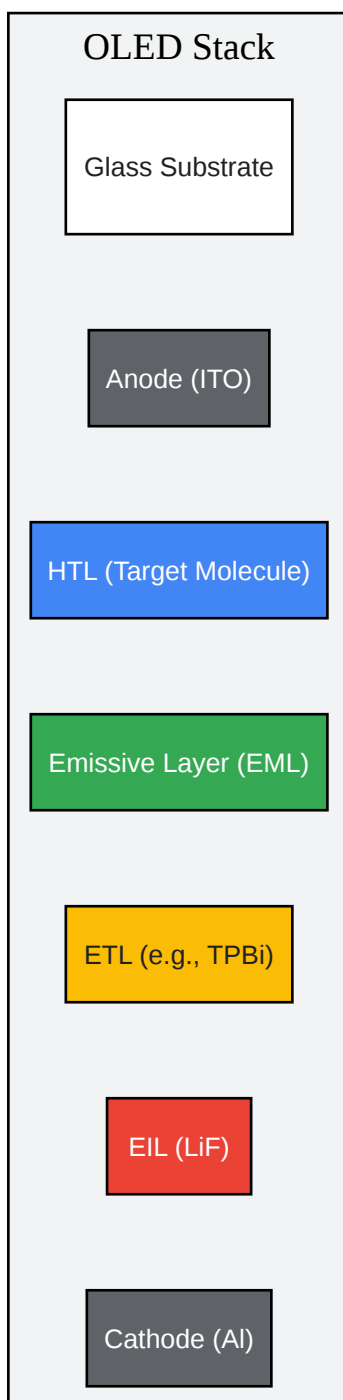 OLED Stack
Glass Substrate
Anode (ITO)
HTL (Target Molecule)
Emissive Layer (EML)
ETL (e.g., TPBi)
EIL (LiF)
Cathode (Al)